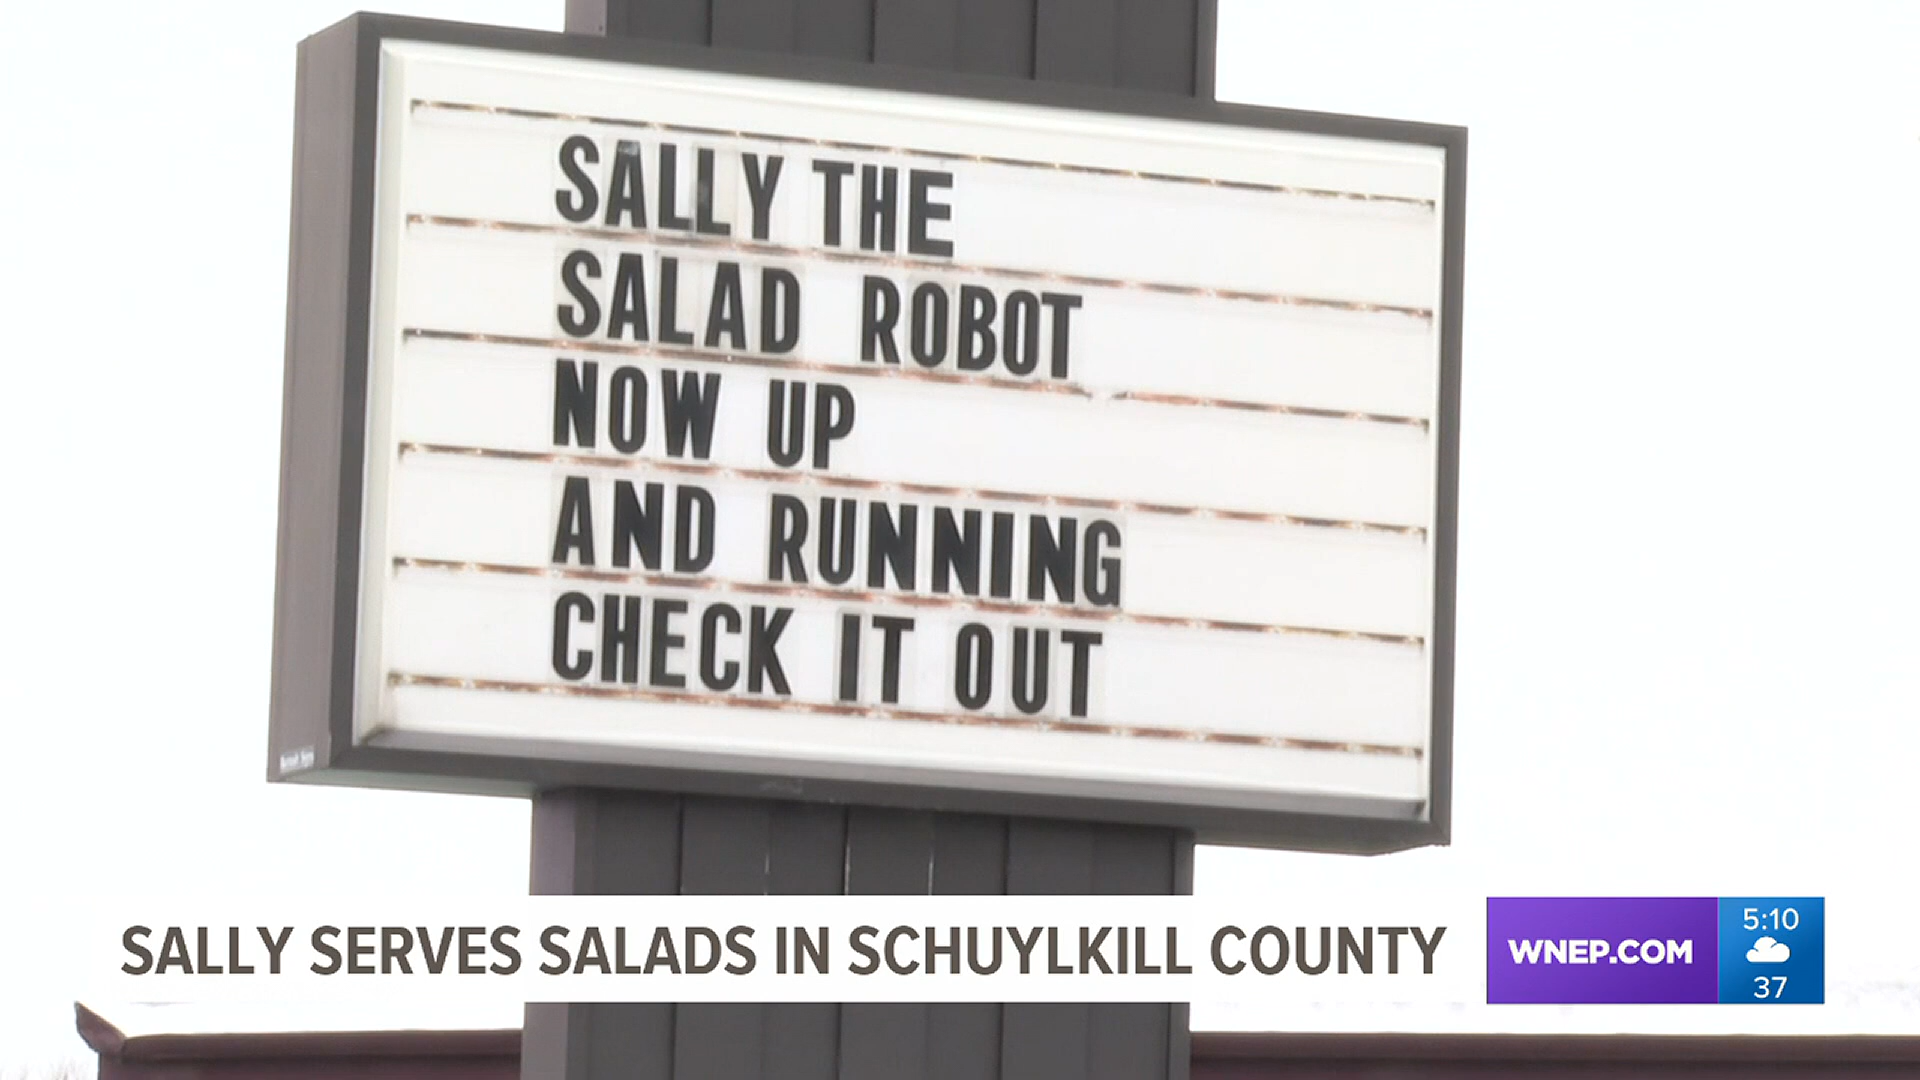 SALLY THE
SALAD ROBOT
NOW UP
AND RUNNING
CHECK IT OUT
SALLY SERVES SALADS IN SCHUYLKILL COUNTY
WNEP.COM
5:10
37